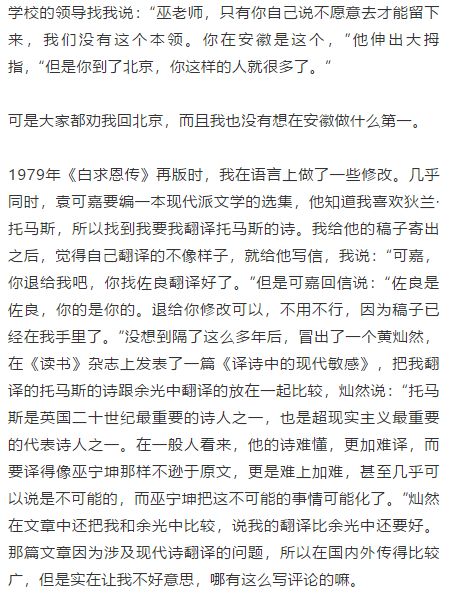 学校的领导找我说：“巫老师，只有你自己说不愿意去才能留下
来，我们没有这个本领。你在安徽是这个，”他伸出大拇
指，“但是你到了北京，你这样的人就很多了。”
可是大家都劝我回北京，而且我也没有想在安徽做什么第一。
1979年《白求恩传》再版时，我在语言上做了一些修改。几乎
同时，袁可嘉要编一本现代派文学的选集，他知道我喜欢狄兰·
托马斯，所以找到我要我翻译托马斯的诗。我给他的稿子寄出
之后，觉得自己翻译的不像样子，就给他写信，我说：“可嘉，
你退给我吧，你找佐良翻译好了。”但是可嘉回信说：“佐良是
佐良，你的是你的。退给你修改可以，不用不行，因为稿子已
经在我手里了。”没想到隔了这么多年后，冒出了一个黄灿然，
在《读书》杂志上发表了一篇《译诗中的现代敏感》，把我翻
译的托马斯的诗跟余光中翻译的放在一起比较，灿然说：“托马
斯是英国二十世纪最重要的诗人之一，也是超现实主义最重要
的代表诗人之一。在一般人看来，他的诗难懂，更加难译，而
要译得像巫宁坤那样不逊于原文，更是难上加难，甚至几乎可
以说是不可能的，而巫宁坤把这不可能的事情可能化了。”灿然
在文章中还把我和余光中比较，说我的翻译比余光中还要好。
那篇文章因为涉及现代诗翻译的问题，所以在国内外传得比较
广，但是实在让我不好意思，哪有这么写评论的嘛。